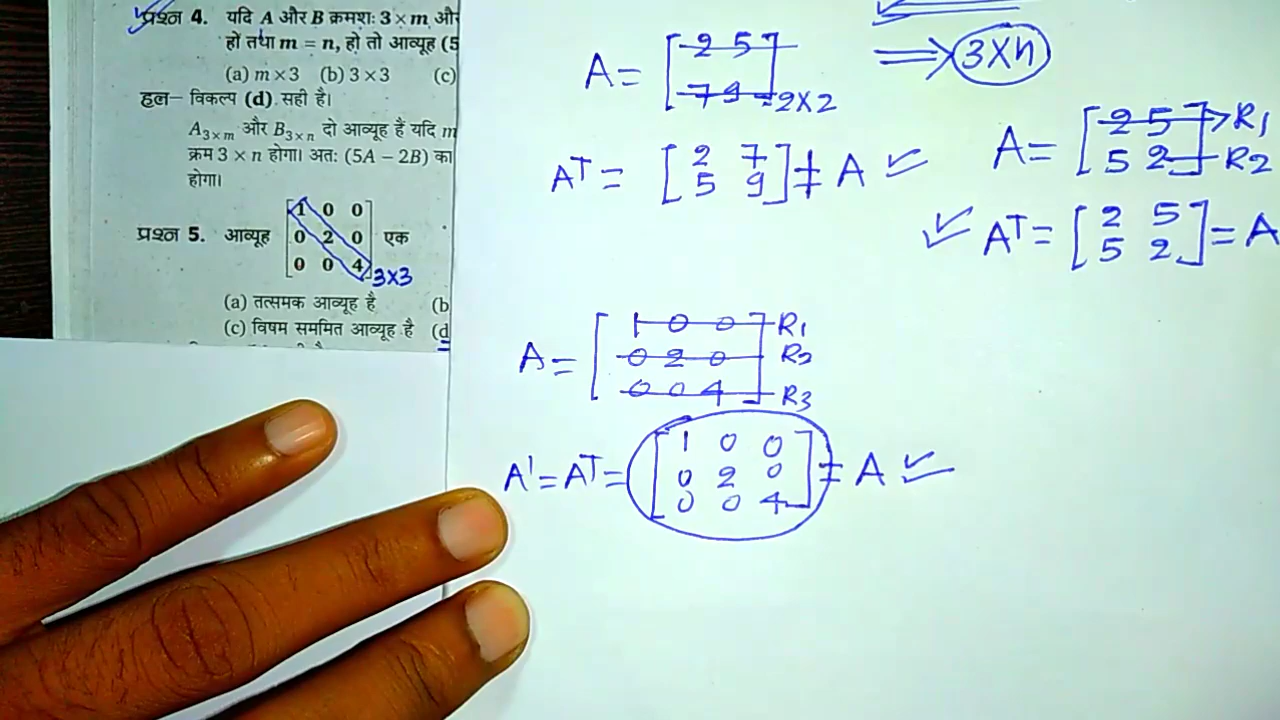 प्रश्न 4. यदि A और B क्रमशः 3 × m और
हों तथा m = n, हो तो आव्यूह (5
(a) m × 3 (b) 3 × 3 (c)
हल– विकल्प (d) सही है।
A3×m और B3×n दो आव्यूह हैं यदि m
क्रम 3 × n होगा। अतः (5A – 2B) का
होगा।
प्रश्न 5. आव्यूह [1 0 0
0 2 0
0 0 4] 3×3 एक
(a) तत्समक आव्यूह है (b
(c) विषम सममित आव्यूह है (d
⇒ 3×n
A = [2 5
7 9] 2×2
A^T = [2 7
5 9] ≠ A ✓
A = [2 5 → R1
5 2] R2
✓ A^T = [2 5
5 2] = A
A = [1 0 0 R1
0 2 0 R2
0 0 4] R3
A' = A^T = [1 0 0
0 2 0
0 0 4] = A ✓